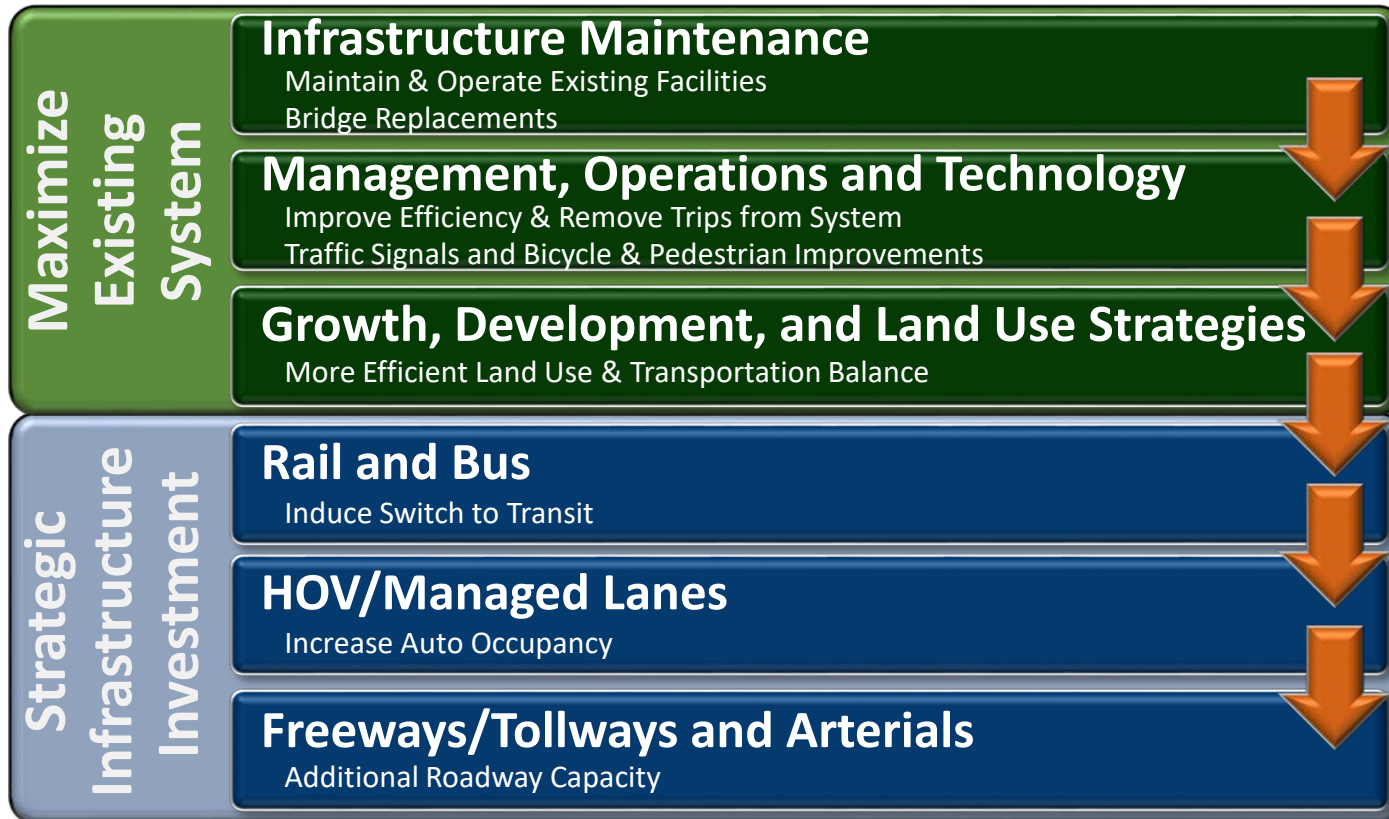 Maximize
Existing
System
Infrastructure Maintenance
Maintain & Operate Existing Facilities
Bridge Replacements
Management, Operations and Technology
Improve Efficiency & Remove Trips from System
Traffic Signals and Bicycle & Pedestrian Improvements
Growth, Development, and Land Use Strategies
More Efficient Land Use & Transportation Balance
Strategic
Infrastructure
Investment
Rail and Bus
Induce Switch to Transit
HOV/Managed Lanes
Increase Auto Occupancy
Freeways/Tollways and Arterials
Additional Roadway Capacity